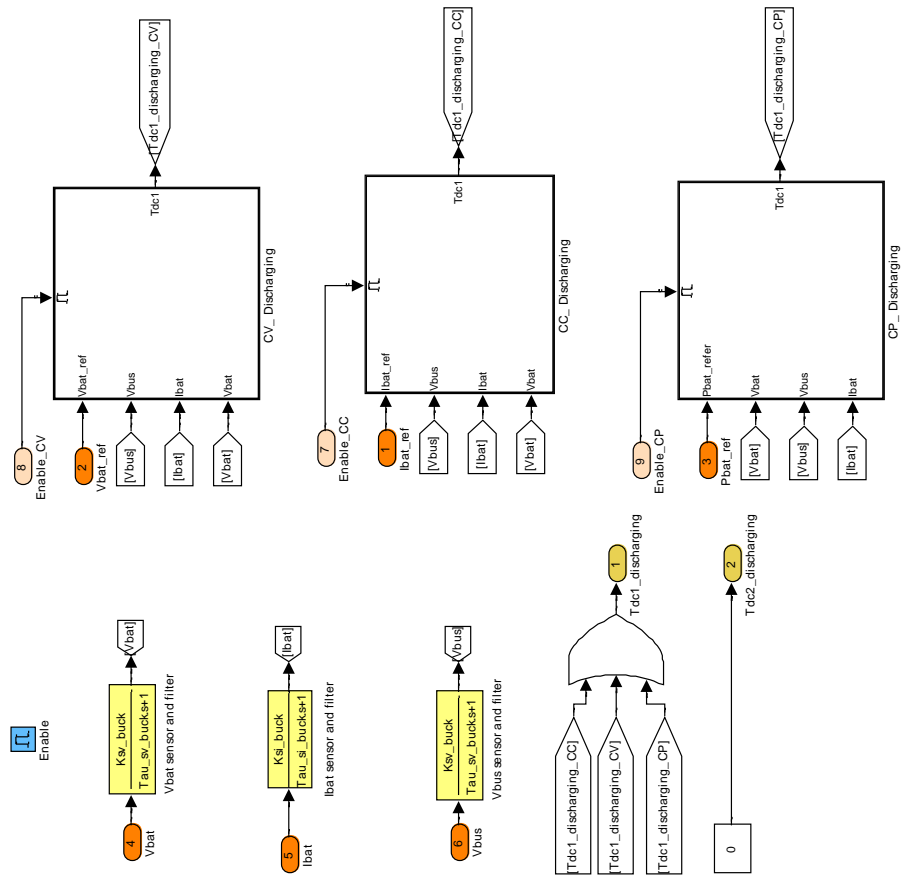 8
Enable_CV
2
Vbat_ref
[Vbus]
[Ibat]
[Vbat]
Vbat_ref
Vbus
Ibat
Vbat
Tdc1
CV_ Discharging
[Tdc1_discharging_CV]
7
Enable_CC
1
Ibat_ref
[Vbus]
[Ibat]
[Vbat]
Ibat_ref
Vbus
Ibat
Vbat
Tdc1
CC_ Discharging
[Tdc1_discharging_CC]
9
Enable_CP
3
Pbat_ref
[Vbat]
[Vbus]
[Ibat]
Pbat_refer
Vbat
Vbus
Ibat
Tdc1
CP_ Discharging
[Tdc1_discharging_CP]
Enable
4
Vbat
Ksv_buck
Tau_sv_buck.s+1
Vbat sensor and filter
[Vbat]
5
Ibat
Ksi_buck
Tau_si_buck.s+1
Ibat sensor and filter
[Ibat]
6
Vbus
Ksv_buck
Tau_sv_buck.s+1
Vbus sensor and filter
[Vbus]
[Tdc1_discharging_CC]
[Tdc1_discharging_CV]
[Tdc1_discharging_CP]
1
Tdc1_discharging
0
2
Tdc2_discharging